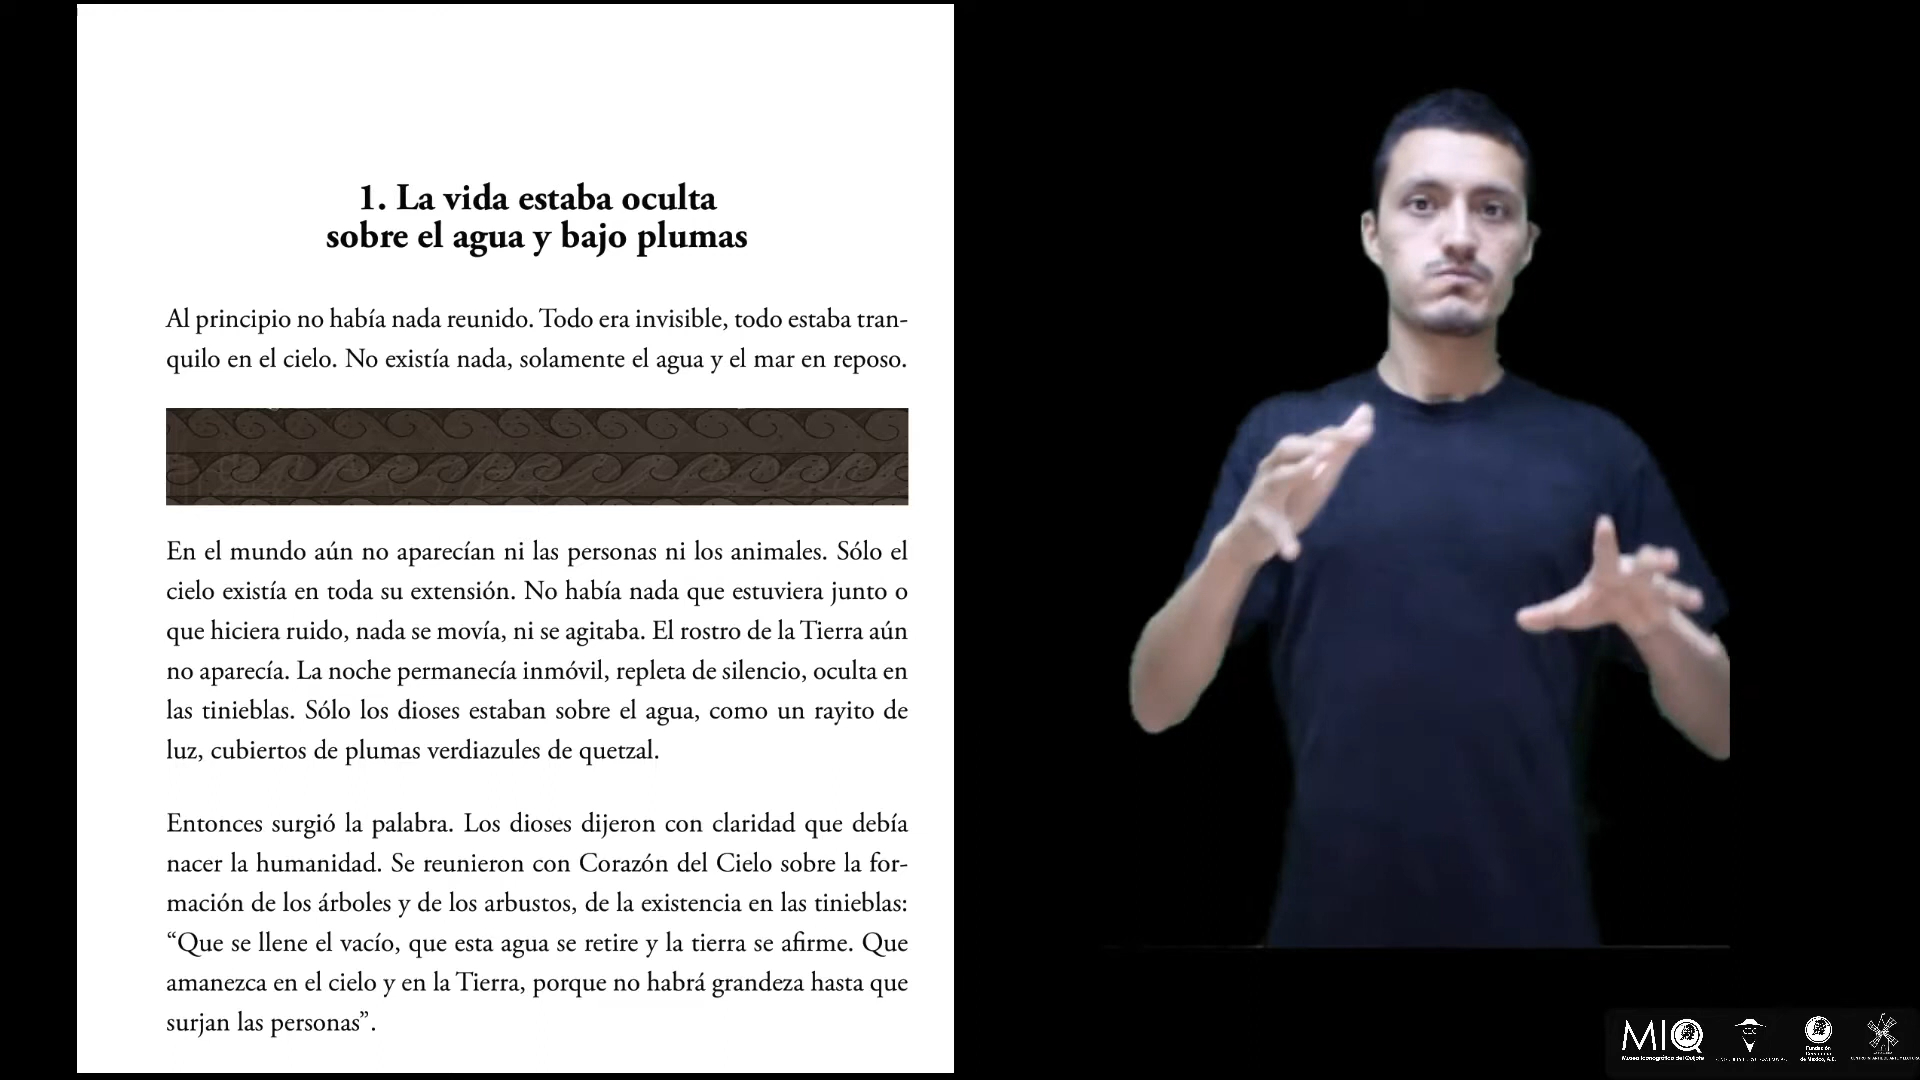 1. La vida estaba oculta
sobre el agua y bajo plumas
Al principio no había nada reunido. Todo era invisible, todo estaba tran-
quilo en el cielo. No existía nada, solamente el agua y el mar en reposo.
En el mundo aún no aparecían ni las personas ni los animales. Sólo el
cielo existía en toda su extensión. No había nada que estuviera junto o
que hiciera ruido, nada se movía, ni se agitaba. El rostro de la Tierra aún
no aparecía. La noche permanecía inmóvil, repleta de silencio, oculta en
las tinieblas. Sólo los dioses estaban sobre el agua, como un rayito de
luz, cubiertos de plumas verdiazules de quetzal.
Entonces surgió la palabra. Los dioses dijeron con claridad que debía
nacer la humanidad. Se reunieron con Corazón del Cielo sobre la for-
mación de los árboles y de los arbustos, de la existencia en las tinieblas:
“Que se llene el vacío, que esta agua se retire y la tierra se afirme. Que
amanezca en el cielo y en la Tierra, porque no habrá grandeza hasta que
surjan las personas”.
MIQ
Museo Iconográfico del Quijote
Fundación
Cervantina
de México, A.C.